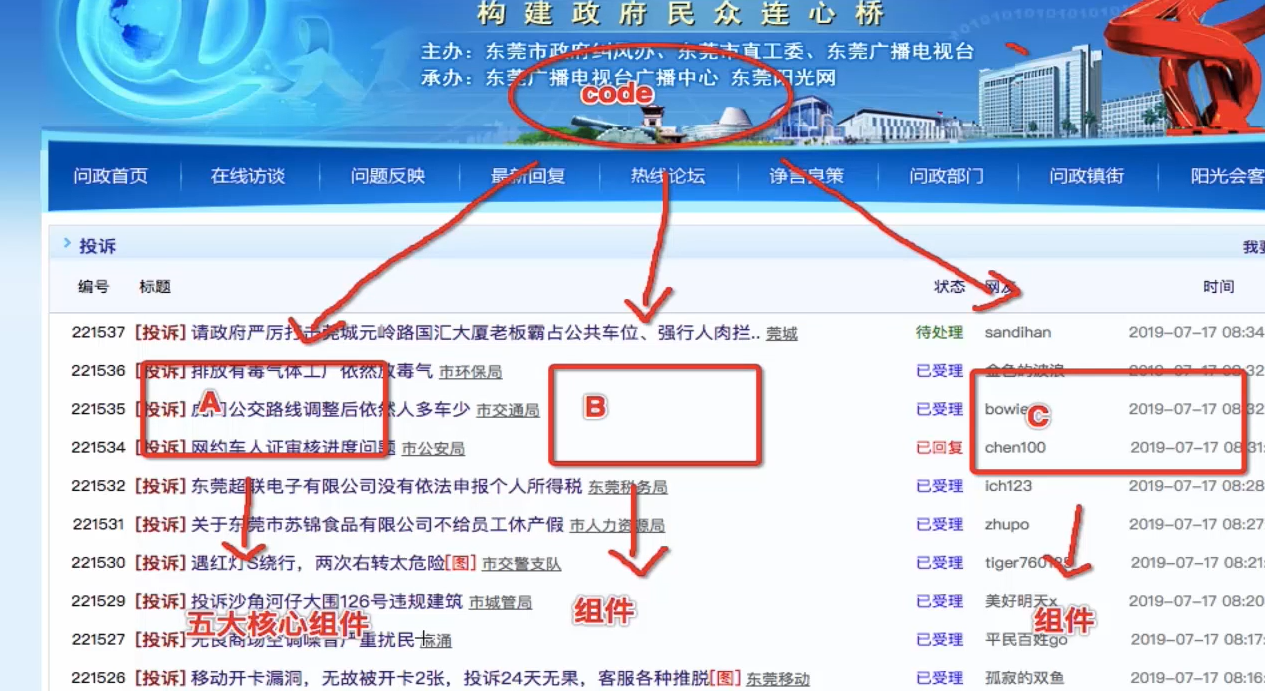 构建政府民众连心桥
主办：东莞市政府纠风办、东莞市直工委、东莞广播电视台
承办：东莞广播电视台广播中心 东莞阳光网
code
问政首页 在线访谈 问题反映 最新回复 热线论坛 诤言良策 问政部门 问政镇街 阳光会客
投诉 我要
编号 标题 状态 网友 时间
221537 [投诉] 请政府严厉打击莞城元岭路国汇大厦老板霸占公共车位、强行人肉拦.. 莞城 待处理 sandihan 2019-07-17 08:34
221536 [投诉] 排放有毒气体工厂依然放毒气 市环保局 已受理 金色的波浪 2019-07-17 08:32
A B C
221535 [投诉] 虎门公交路线调整后依然人多车少 市交通局 已受理 bowie 2019-07-17 08:32
221534 [投诉] 网约车人证审核进度问题 市公安局 已回复 chen100 2019-07-17 08:31
221532 [投诉] 东莞超联电子有限公司没有依法申报个人所得税 东莞税务局 已受理 ich123 2019-07-17 08:28
221531 [投诉] 关于东莞市苏锦食品有限公司不给员工休产假 市人力资源局 已受理 zhupo 2019-07-17 08:27
221530 [投诉] 遇红灯S绕行，两次右转太危险[图] 市交警支队 已受理 2019-07-17 08:21
221529 [投诉] 投诉沙角河仔大围126号违规建筑 市城管局 已受理 美好明天x 2019-07-17 08:20
五大核心组件 组件 组件
221527 [投诉] 无良商场空调噪音严重扰民 已受理 平民百姓go 2019-07-17 08:17
221526 [投诉] 移动开卡漏洞，无故被开卡2张，投诉24天无果，客服各种推脱[图] 东莞移动 已受理 孤寂的双鱼 2019-07-17 08:16